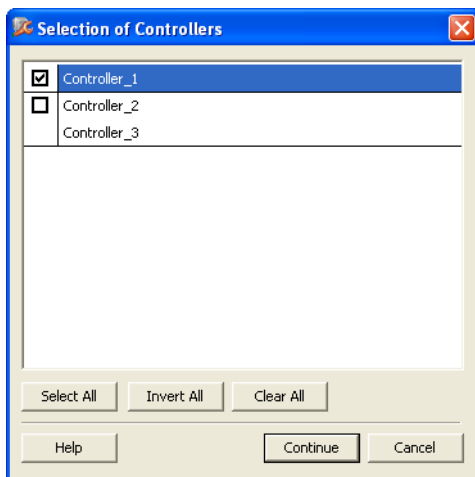 Selection of Controllers
Controller_1
Controller_2
Controller_3
Select All Invert All Clear All
Help Continue Cancel